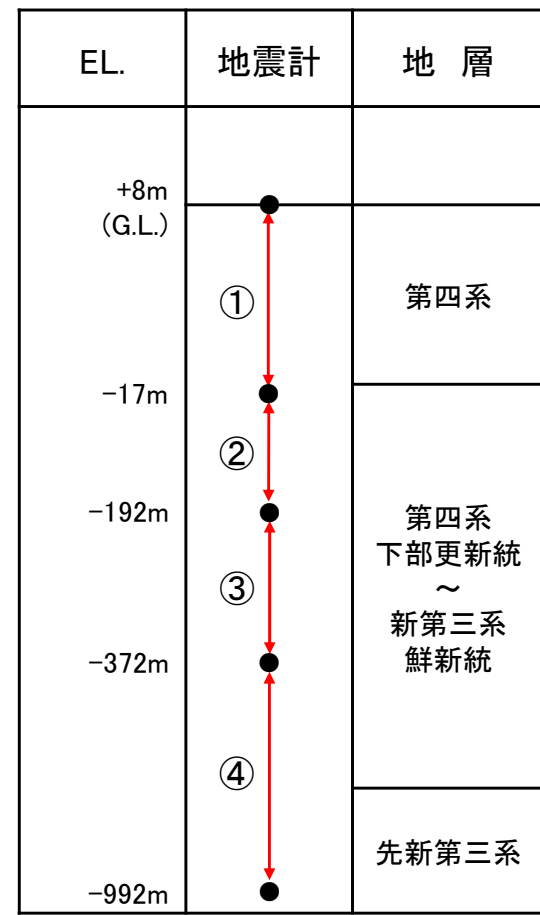 EL.
地震計
地 層
+8m
(G.L.)
①
第四系
−17m
②
−192m
第四系
下部更新統
～
新第三系
鮮新統
③
−372m
④
先新第三系
−992m